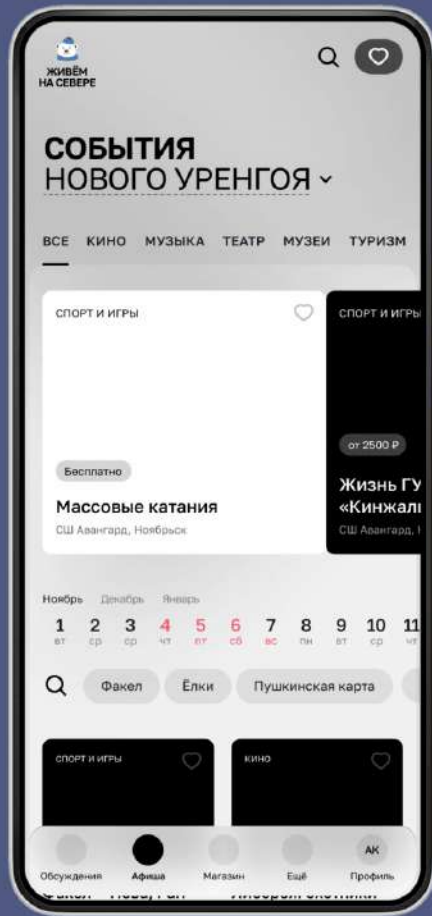 ЖИВЁМ
НА СЕВЕРЕ
СОБЫТИЯ
НОВОГО УРЕНГОЯ
ВСЕ КИНО МУЗЫКА ТЕАТР МУЗЕИ ТУРИЗМ
СПОРТ И ИГРЫ
Бесплатно
Массовые катания
СШ Авангард, Ноябрьск
СПОРТ И ИГРЫ
от 2500 ₽
Жизнь ГУ
«Кинжал
СШ Авангард,
Ноябрь Декабрь Январь
1 2 3 4 5 6 7 8 9 10 11
вт ср ср чт пт сб вс пн вт ср чт
Факел Ёлки Пушкинская карта
СПОРТ И ИГРЫ
КИНО
АК
Обсуждения Афиша Магазин Ещё Профиль